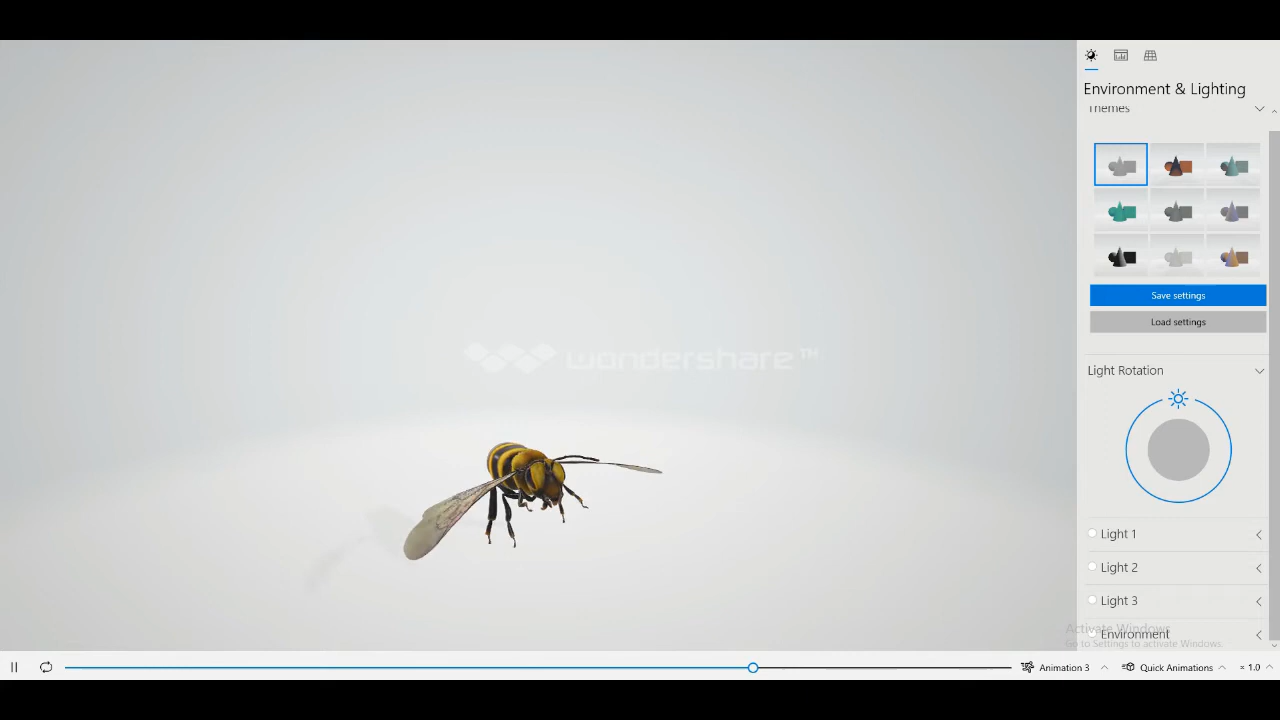 Environment & Lighting
Themes
Save settings
Load settings
wondershare™
Light Rotation
Light 1
Light 2
Light 3
Activate Windows
Environment
Go to Settings to activate Windows.
Animation 3
Quick Animations
× 1.0